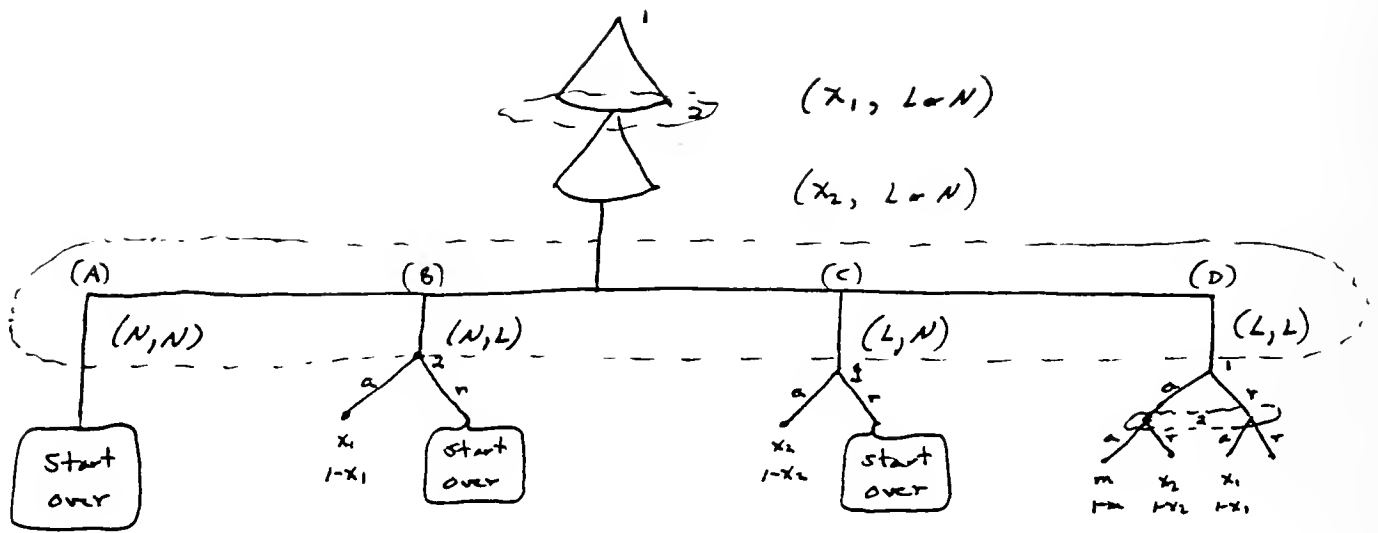 1
2
(x₁, L or N)
(x₂, L or N)
(A) (B) (C) (D)
(N,N) (N,L) (L,N) (L,L)
2 1 1
a r a r a r
2
a r a r
x₁ x₂ m x₂ x₁
1-x₁ 1-x₂ 1-m 1-x₂ 1-x₁
Start over
Start over
Start over